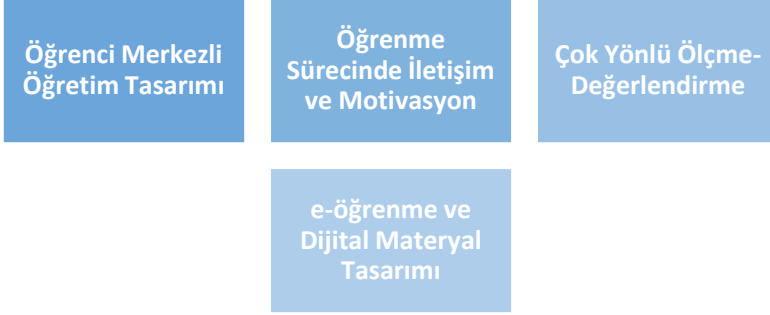 Öğrenci Merkezli
Öğretim Tasarımı
Öğrenme
Sürecinde İletişim
ve Motivasyon
Çok Yönlü Ölçme-
Değerlendirme
e-öğrenme ve
Dijital Materyal
Tasarımı